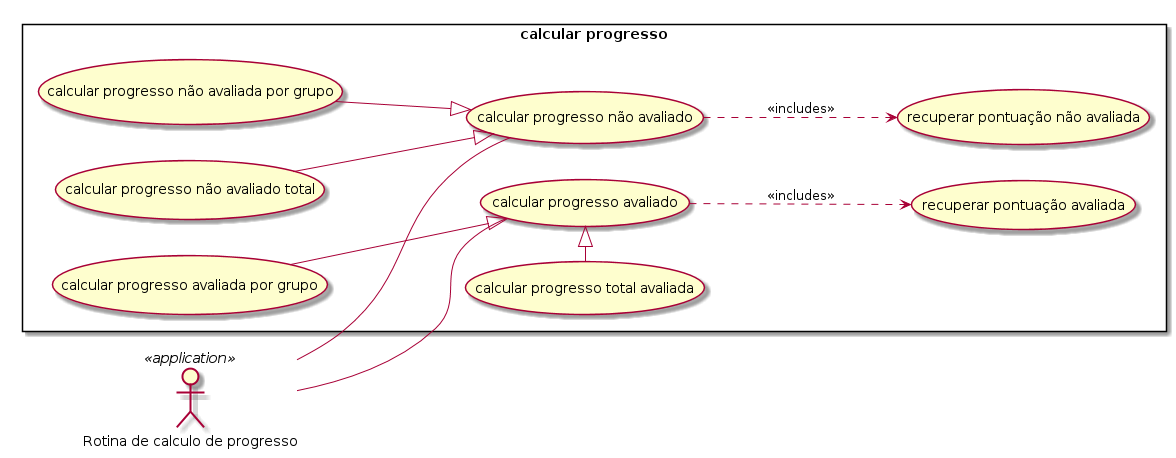 calcular progresso
calcular progresso não avaliada por grupo
calcular progresso não avaliado
«includes»
recuperar pontuação não avaliada
calcular progresso não avaliado total
calcular progresso avaliado
«includes»
recuperar pontuação avaliada
calcular progresso avaliada por grupo
calcular progresso total avaliada
«application»
Rotina de calculo de progresso